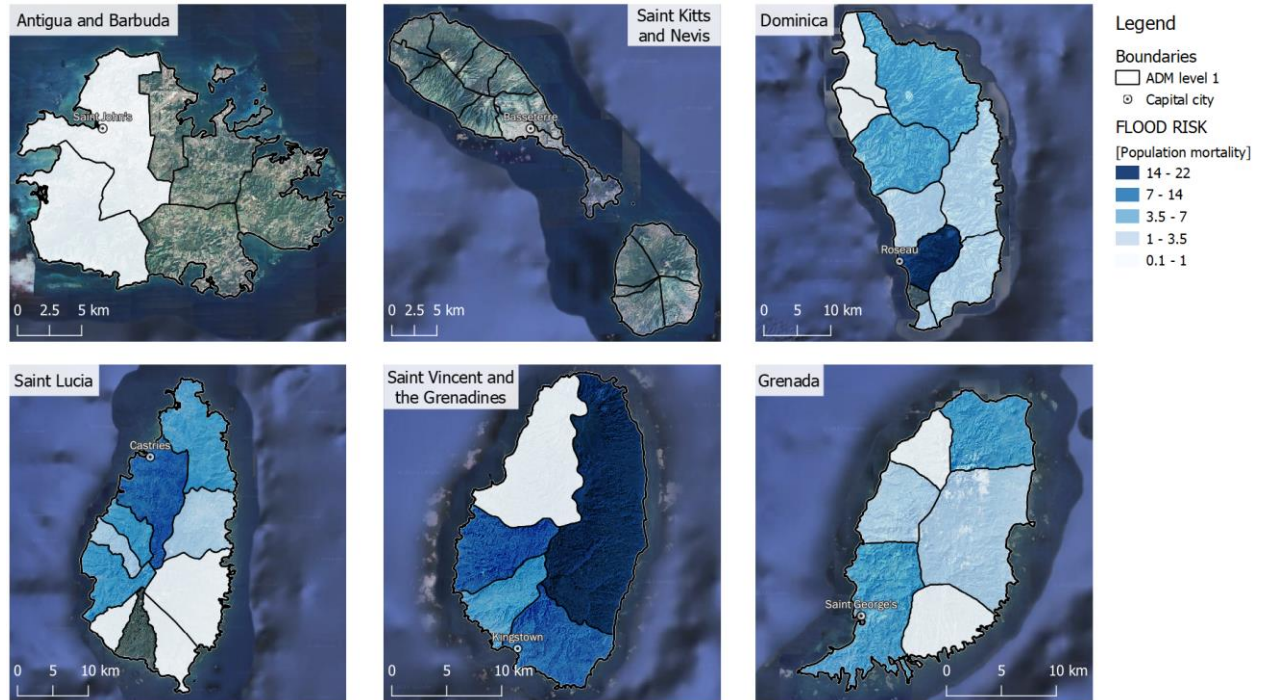 Antigua and Barbuda
Saint John's
0 2.5 5 km
Saint Kitts
and Nevis
Basseterre
0 2.5 5 km
Dominica
Roseau
0 5 10 km
Legend
Boundaries
ADM level 1
Capital city
FLOOD RISK
[Population mortality]
14 - 22
7 - 14
3.5 - 7
1 - 3.5
0.1 - 1
Saint Lucia
Castries
0 5 10 km
Saint Vincent and
the Grenadines
Kingstown
0 5 10 km
Grenada
Saint George's
0 5 10 km